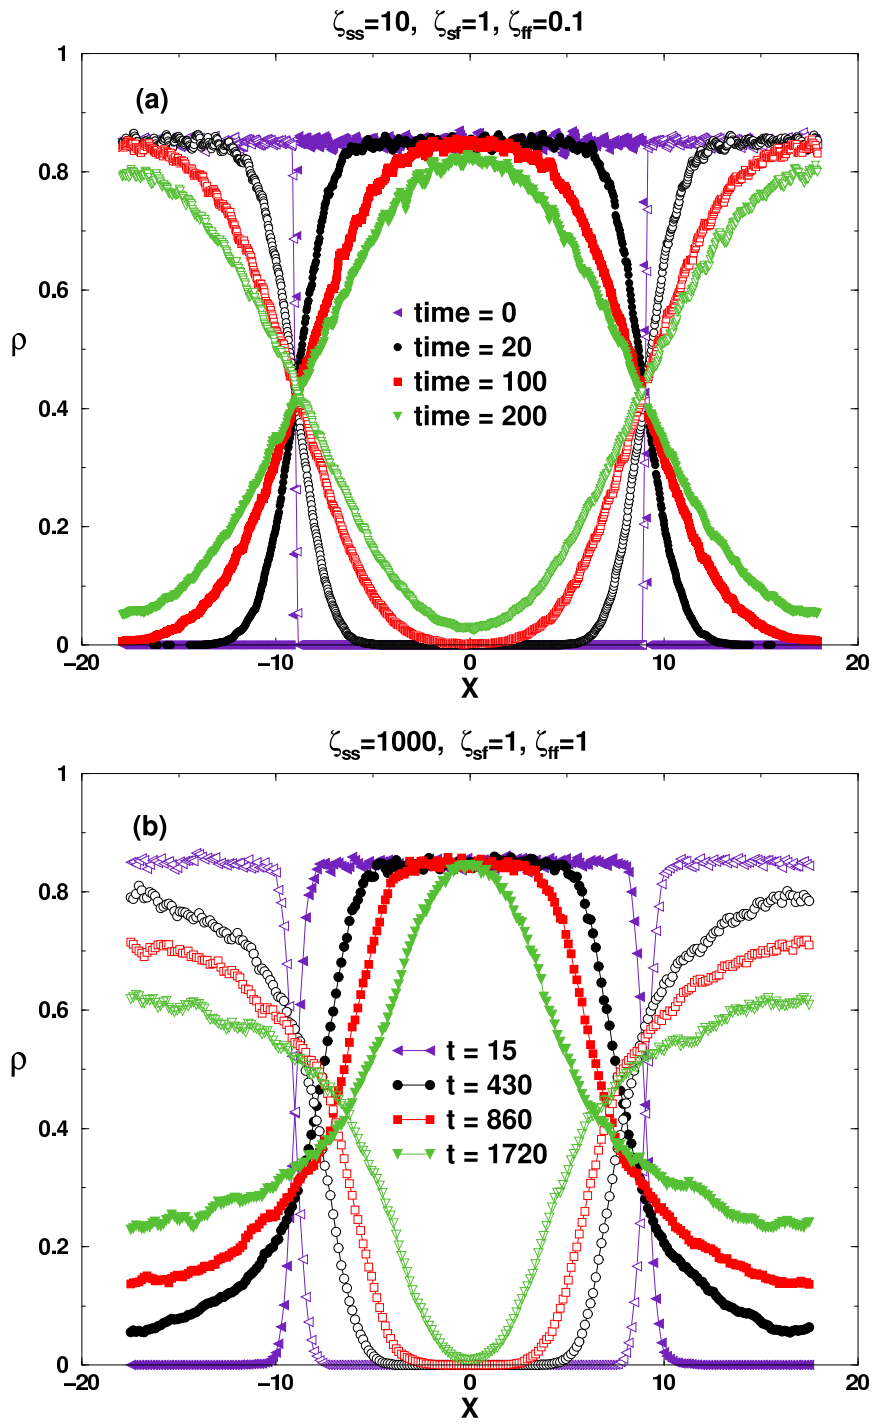 ζss=10, ζsf=1, ζff=0.1
1
(a)
0.8
0.6
time = 0
time = 20
ρ
time = 100
0.4
time = 200
0.2
0
−20 −10 0 10 20
X
ζss=1000, ζsf=1, ζff=1
1
(b)
0.8
0.6
t = 15
ρ
t = 430
t = 860
0.4
t = 1720
0.2
0
−20 −10 0 10 20
X